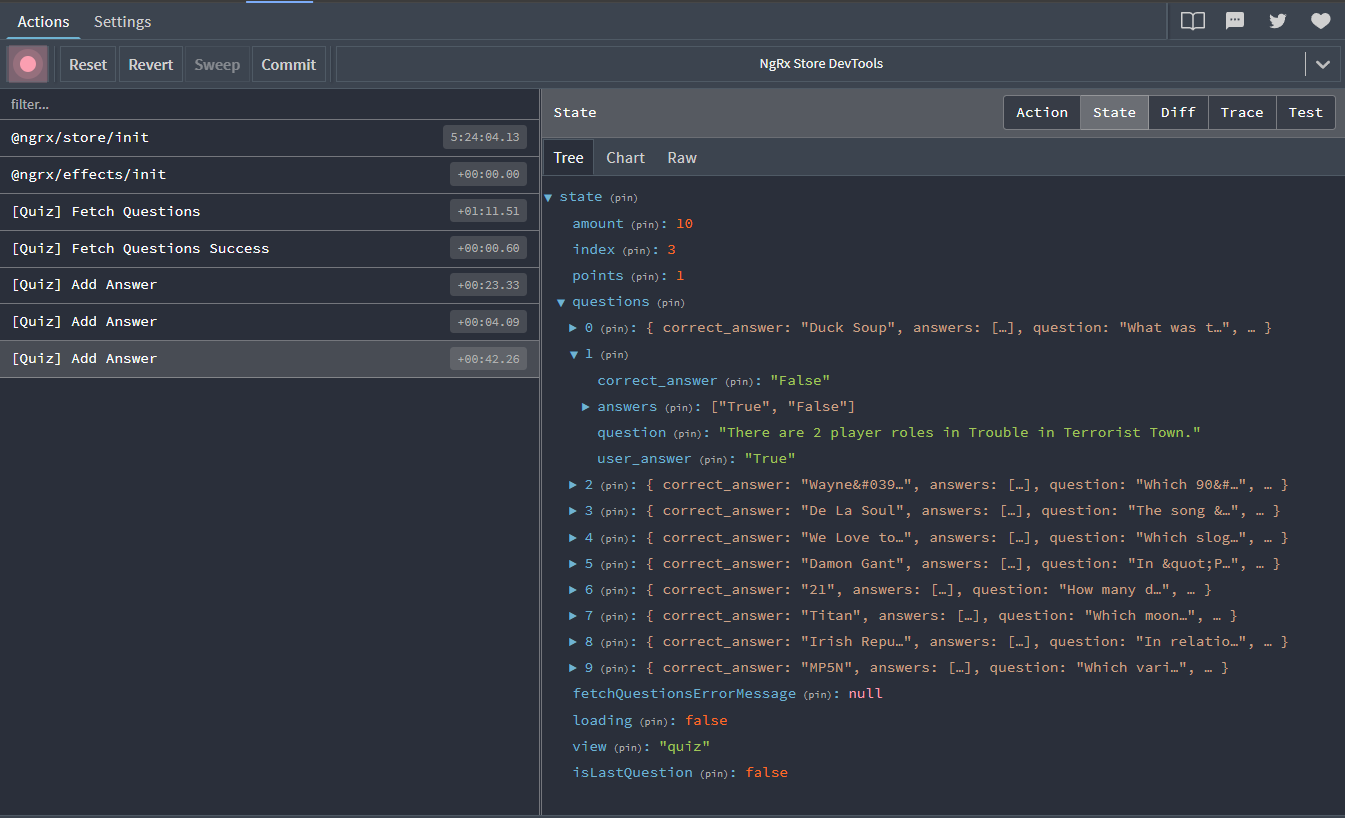 Actions Settings
Reset Revert Sweep Commit NgRx Store DevTools
filter...
@ngrx/store/init 5:24:04.13
@ngrx/effects/init +00:00.00
[Quiz] Fetch Questions +01:11.51
[Quiz] Fetch Questions Success +00:00.60
[Quiz] Add Answer +00:23.33
[Quiz] Add Answer +00:04.09
[Quiz] Add Answer +00:42.26
State Action State Diff Trace Test
Tree Chart Raw
▼ state (pin)
amount (pin): 10
index (pin): 3
points (pin): 1
▼ questions (pin)
▶ 0 (pin): { correct_answer: "Duck Soup", answers: […], question: "What was t…", … }
▼ 1 (pin)
correct_answer (pin): "False"
▶ answers (pin): ["True", "False"]
question (pin): "There are 2 player roles in Trouble in Terrorist Town."
user_answer (pin): "True"
▶ 2 (pin): { correct_answer: "Wayne&#039…", answers: […], question: "Which 90&#…", … }
▶ 3 (pin): { correct_answer: "De La Soul", answers: […], question: "The song &…", … }
▶ 4 (pin): { correct_answer: "We Love to…", answers: […], question: "Which slog…", … }
▶ 5 (pin): { correct_answer: "Damon Gant", answers: […], question: "In &quot;P…", … }
▶ 6 (pin): { correct_answer: "21", answers: […], question: "How many d…", … }
▶ 7 (pin): { correct_answer: "Titan", answers: […], question: "Which moon…", … }
▶ 8 (pin): { correct_answer: "Irish Repu…", answers: […], question: "In relatio…", … }
▶ 9 (pin): { correct_answer: "MP5N", answers: […], question: "Which vari…", … }
fetchQuestionsErrorMessage (pin): null
loading (pin): false
view (pin): "quiz"
isLastQuestion (pin): false